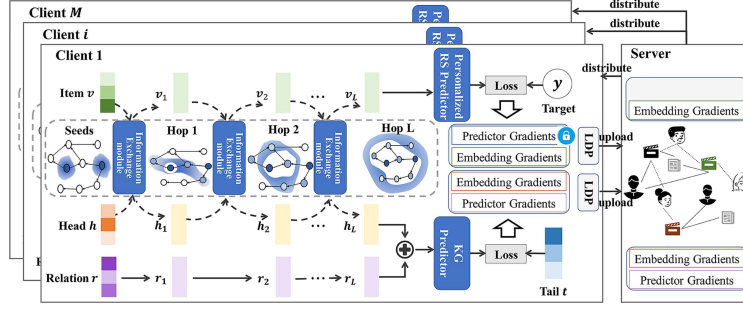 Client M
distribute
Client i
distribute
Client 1
Server
Personalized
RS Predictor
distribute
Item v
v₁
v₂
...
v_L
Loss
y
Target
Embedding Gradients
Seeds
Information
Exchange
module
Hop 1
Information
Exchange
module
Hop 2
Information
Exchange
module
Hop L
Predictor Gradients
Embedding Gradients
LDP
upload
Embedding Gradients
Predictor Gradients
LDP
upload
Head h
h₁
h₂
...
h_L
KG
Predictor
Loss
Embedding Gradients
Predictor Gradients
Relation r
r₁
r₂
...
r_L
Tail t